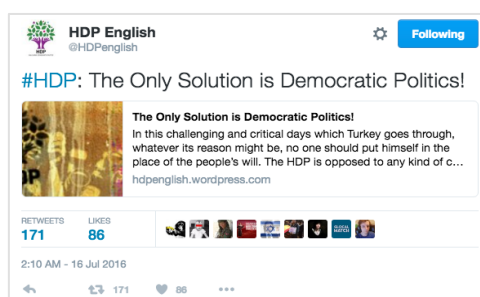 HDP English
@HDPenglish
Following
#HDP: The Only Solution is Democratic Politics!
The Only Solution is Democratic Politics!
In this challenging and critical days which Turkey goes through,
whatever its reason might be, no one should put himself in the
place of the people's will. The HDP is opposed to any kind of c...
hdpenglish.wordpress.com
RETWEETS LIKES
171 86
2:10 AM - 16 Jul 2016
171 86